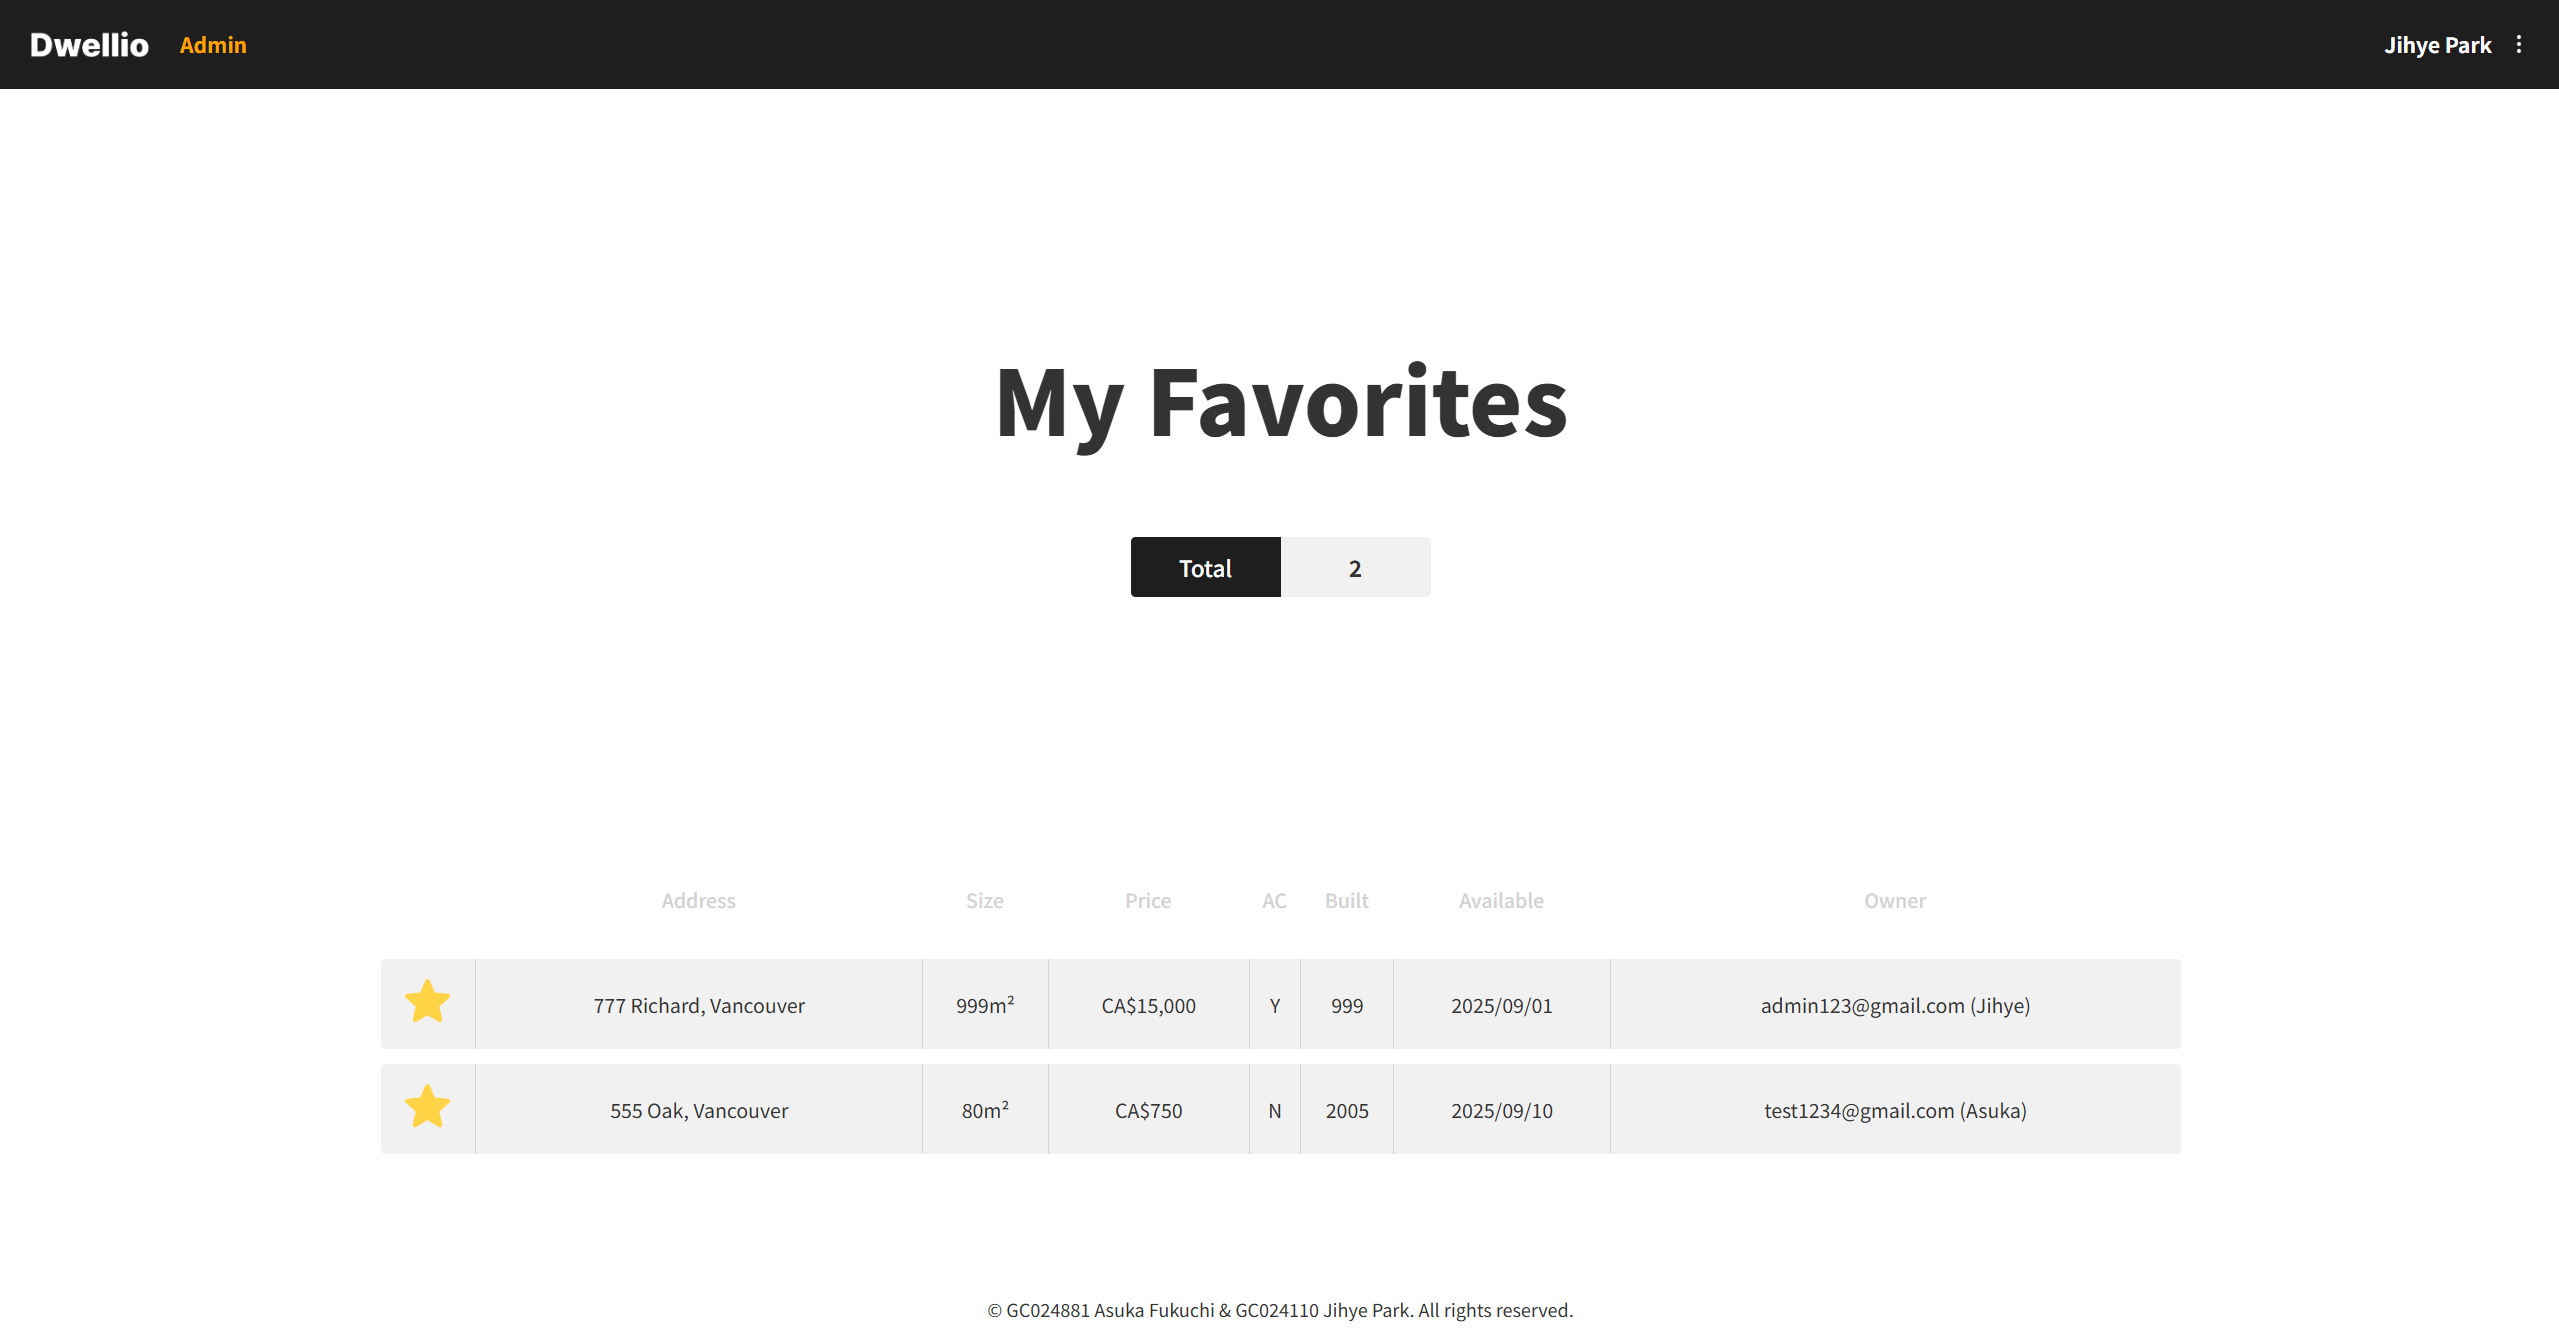 Dwellio Admin Jihye Park
My Favorites
Total 2
Address Size Price AC Built Available Owner
777 Richard, Vancouver 999m² CA$15,000 Y 999 2025/09/01 admin123@gmail.com (Jihye)
555 Oak, Vancouver 80m² CA$750 N 2005 2025/09/10 test1234@gmail.com (Asuka)
© GC024881 Asuka Fukuchi & GC024110 Jihye Park. All rights reserved.